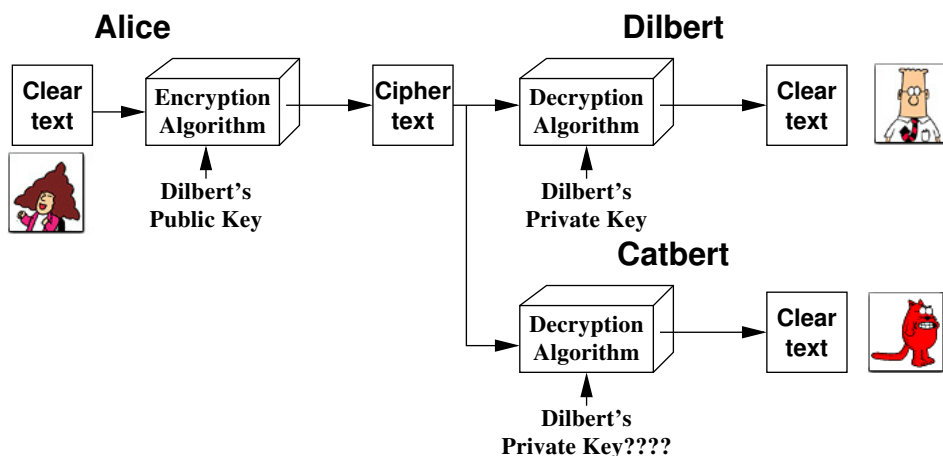 Alice
Dilbert
Clear
text
Encryption
Algorithm
Cipher
text
Decryption
Algorithm
Clear
text
Dilbert's
Public Key
Dilbert's
Private Key
Catbert
Decryption
Algorithm
Clear
text
Dilbert's
Private Key????